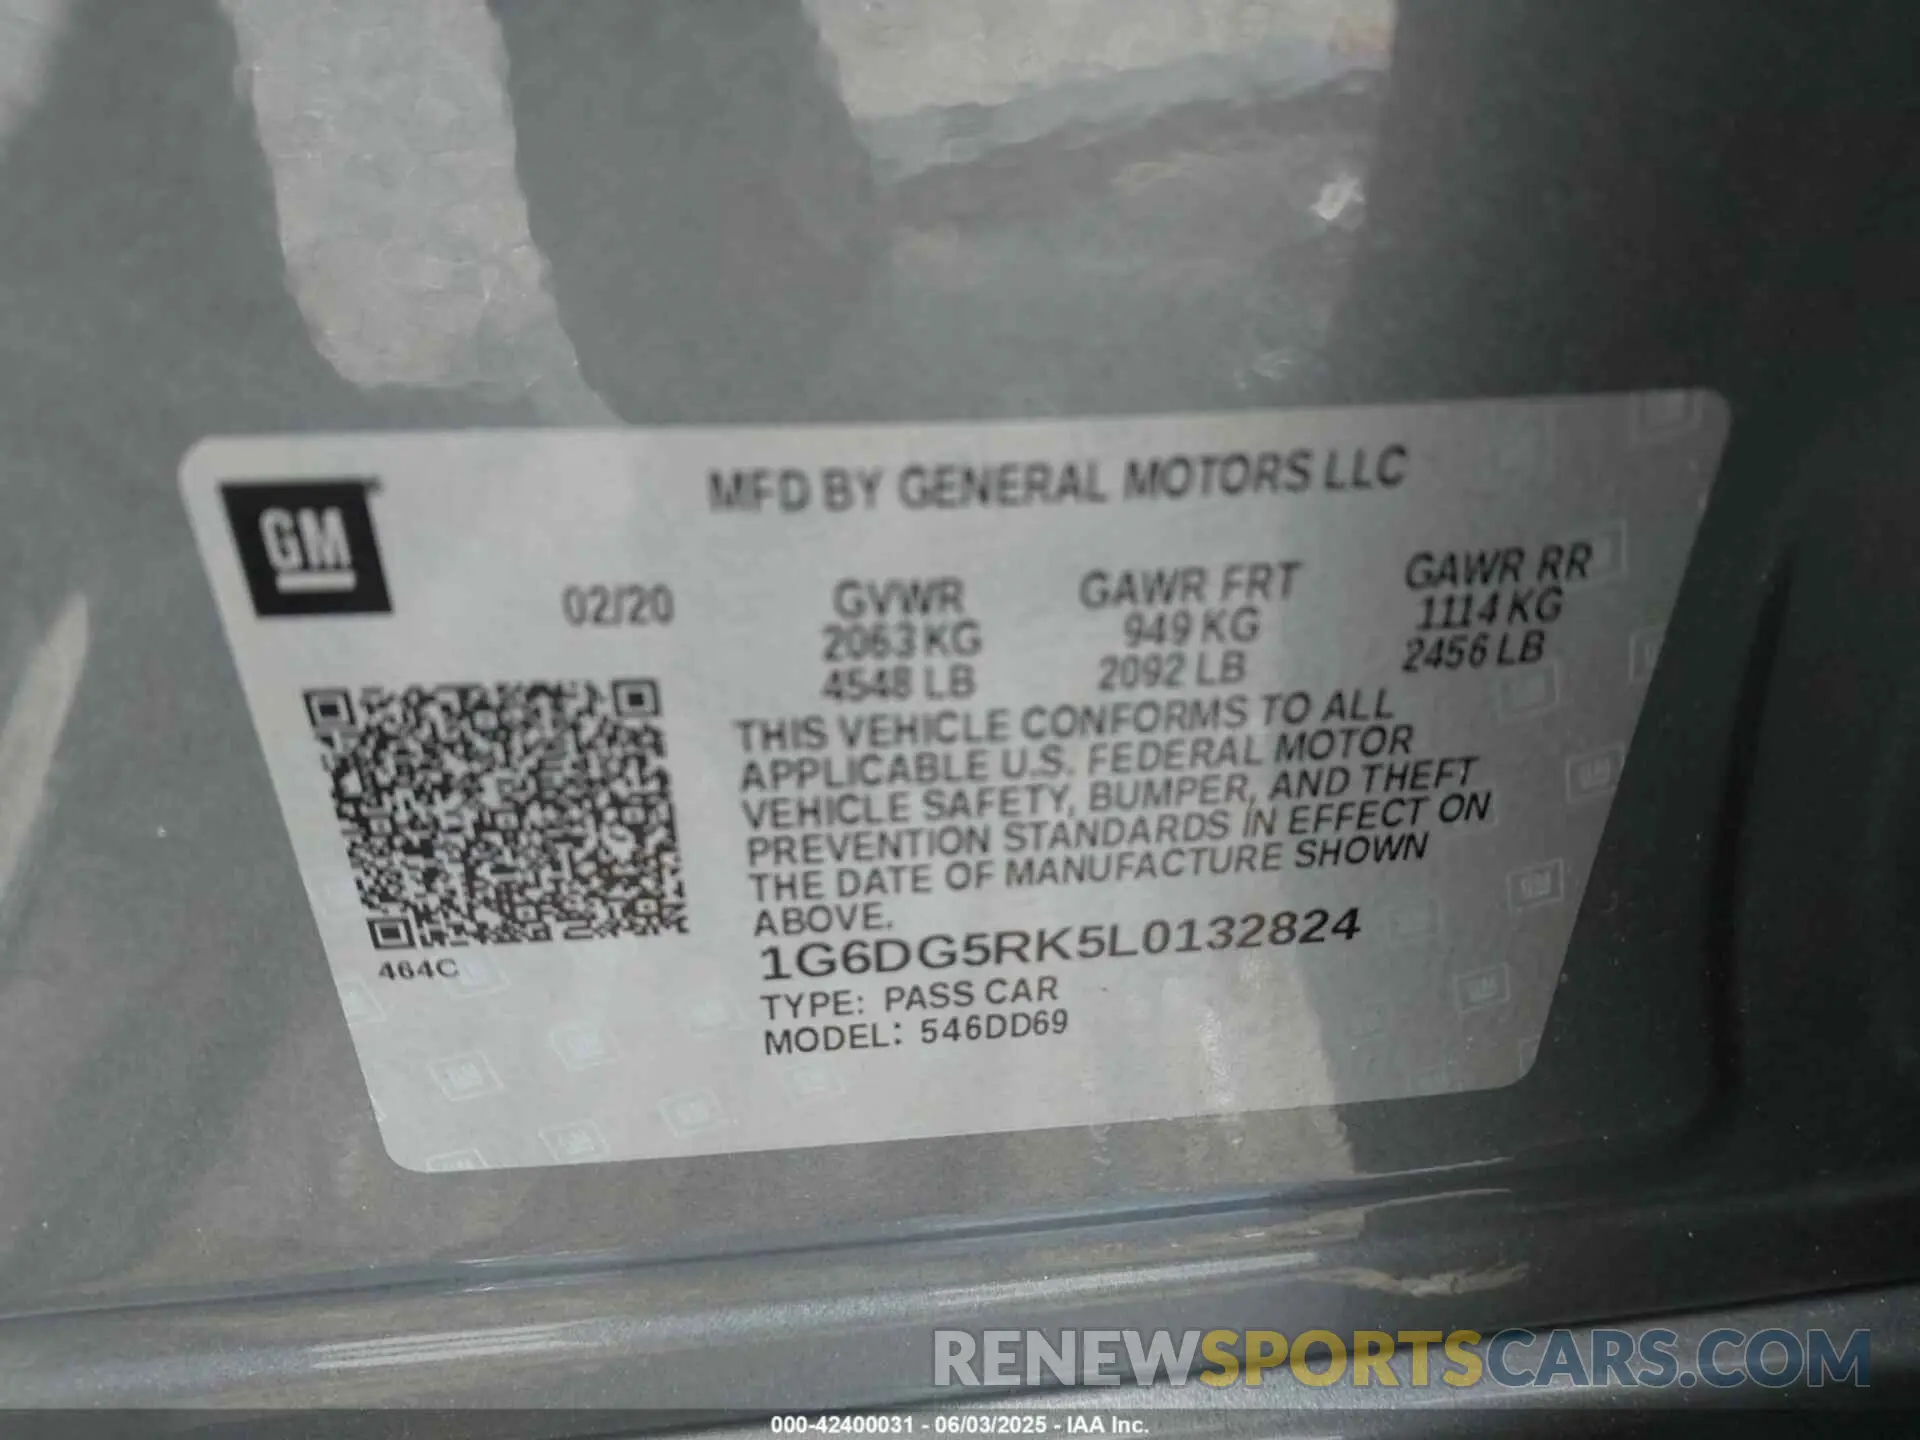 MFD BY GENERAL MOTORS LLC
GM
02/20
GVWR
2063 KG
4548 LB
GAWR FRT
949 KG
2092 LB
GAWR RR
1114 KG
2456 LB
THIS VEHICLE CONFORMS TO ALL
APPLICABLE U.S. FEDERAL MOTOR
VEHICLE SAFETY, BUMPER, AND THEFT
PREVENTION STANDARDS IN EFFECT ON
THE DATE OF MANUFACTURE SHOWN
ABOVE.
464C
1G6DG5RK5L0132824
TYPE: PASS CAR
MODEL: 546DD69
RENEWSPORTSCARS.COM
000-42400031 - 06/03/2025 - IAA Inc.